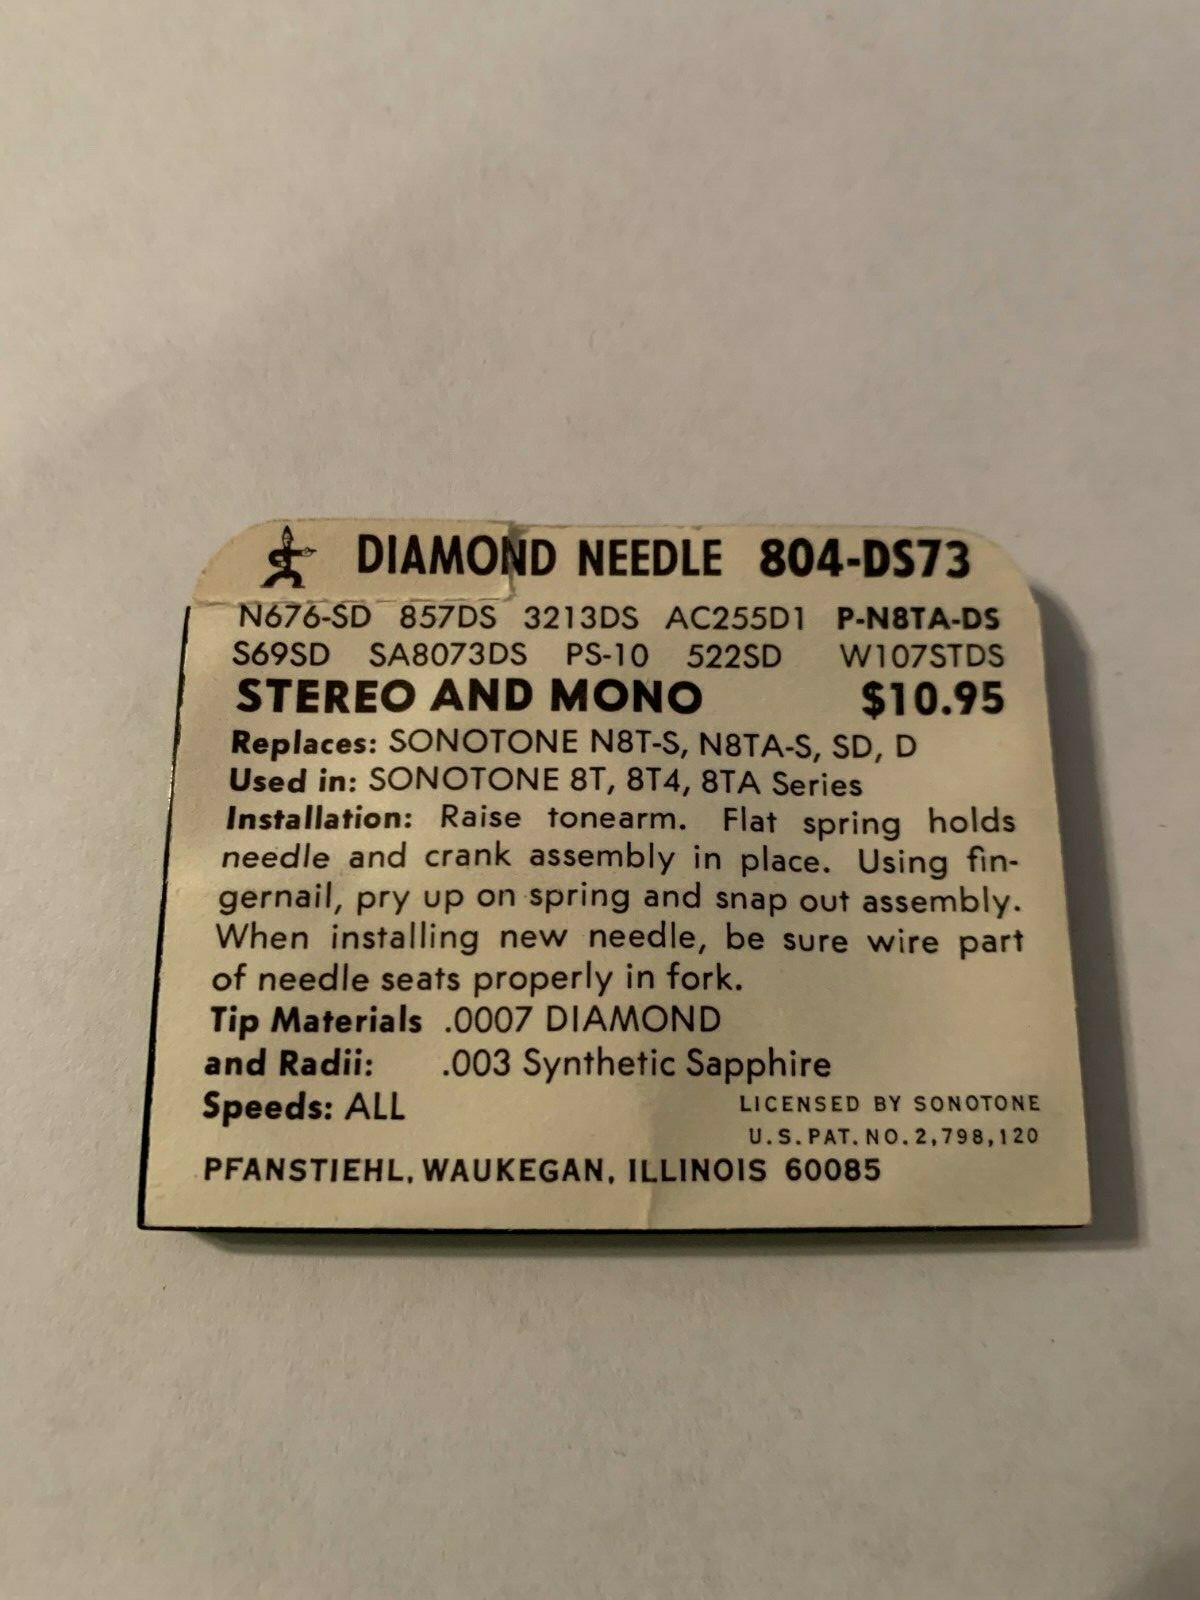 DIAMOND NEEDLE 804-DS73
N676-SD 857DS 3213DS AC255D1 P-N8TA-DS
S69SD SA8073DS PS-10 522SD W107STDS
STEREO AND MONO $10.95
Replaces: SONOTONE N8T-S, N8TA-S, SD, D
Used in: SONOTONE 8T, 8T4, 8TA Series
Installation: Raise tonearm. Flat spring holds
needle and crank assembly in place. Using fin-
gernail, pry up on spring and snap out assembly.
When installing new needle, be sure wire part
of needle seats properly in fork.
Tip Materials .0007 DIAMOND
and Radii: .003 Synthetic Sapphire
Speeds: ALL LICENSED BY SONOTONE
U.S. PAT. NO. 2,798,120
PFANSTIEHL, WAUKEGAN, ILLINOIS 60085